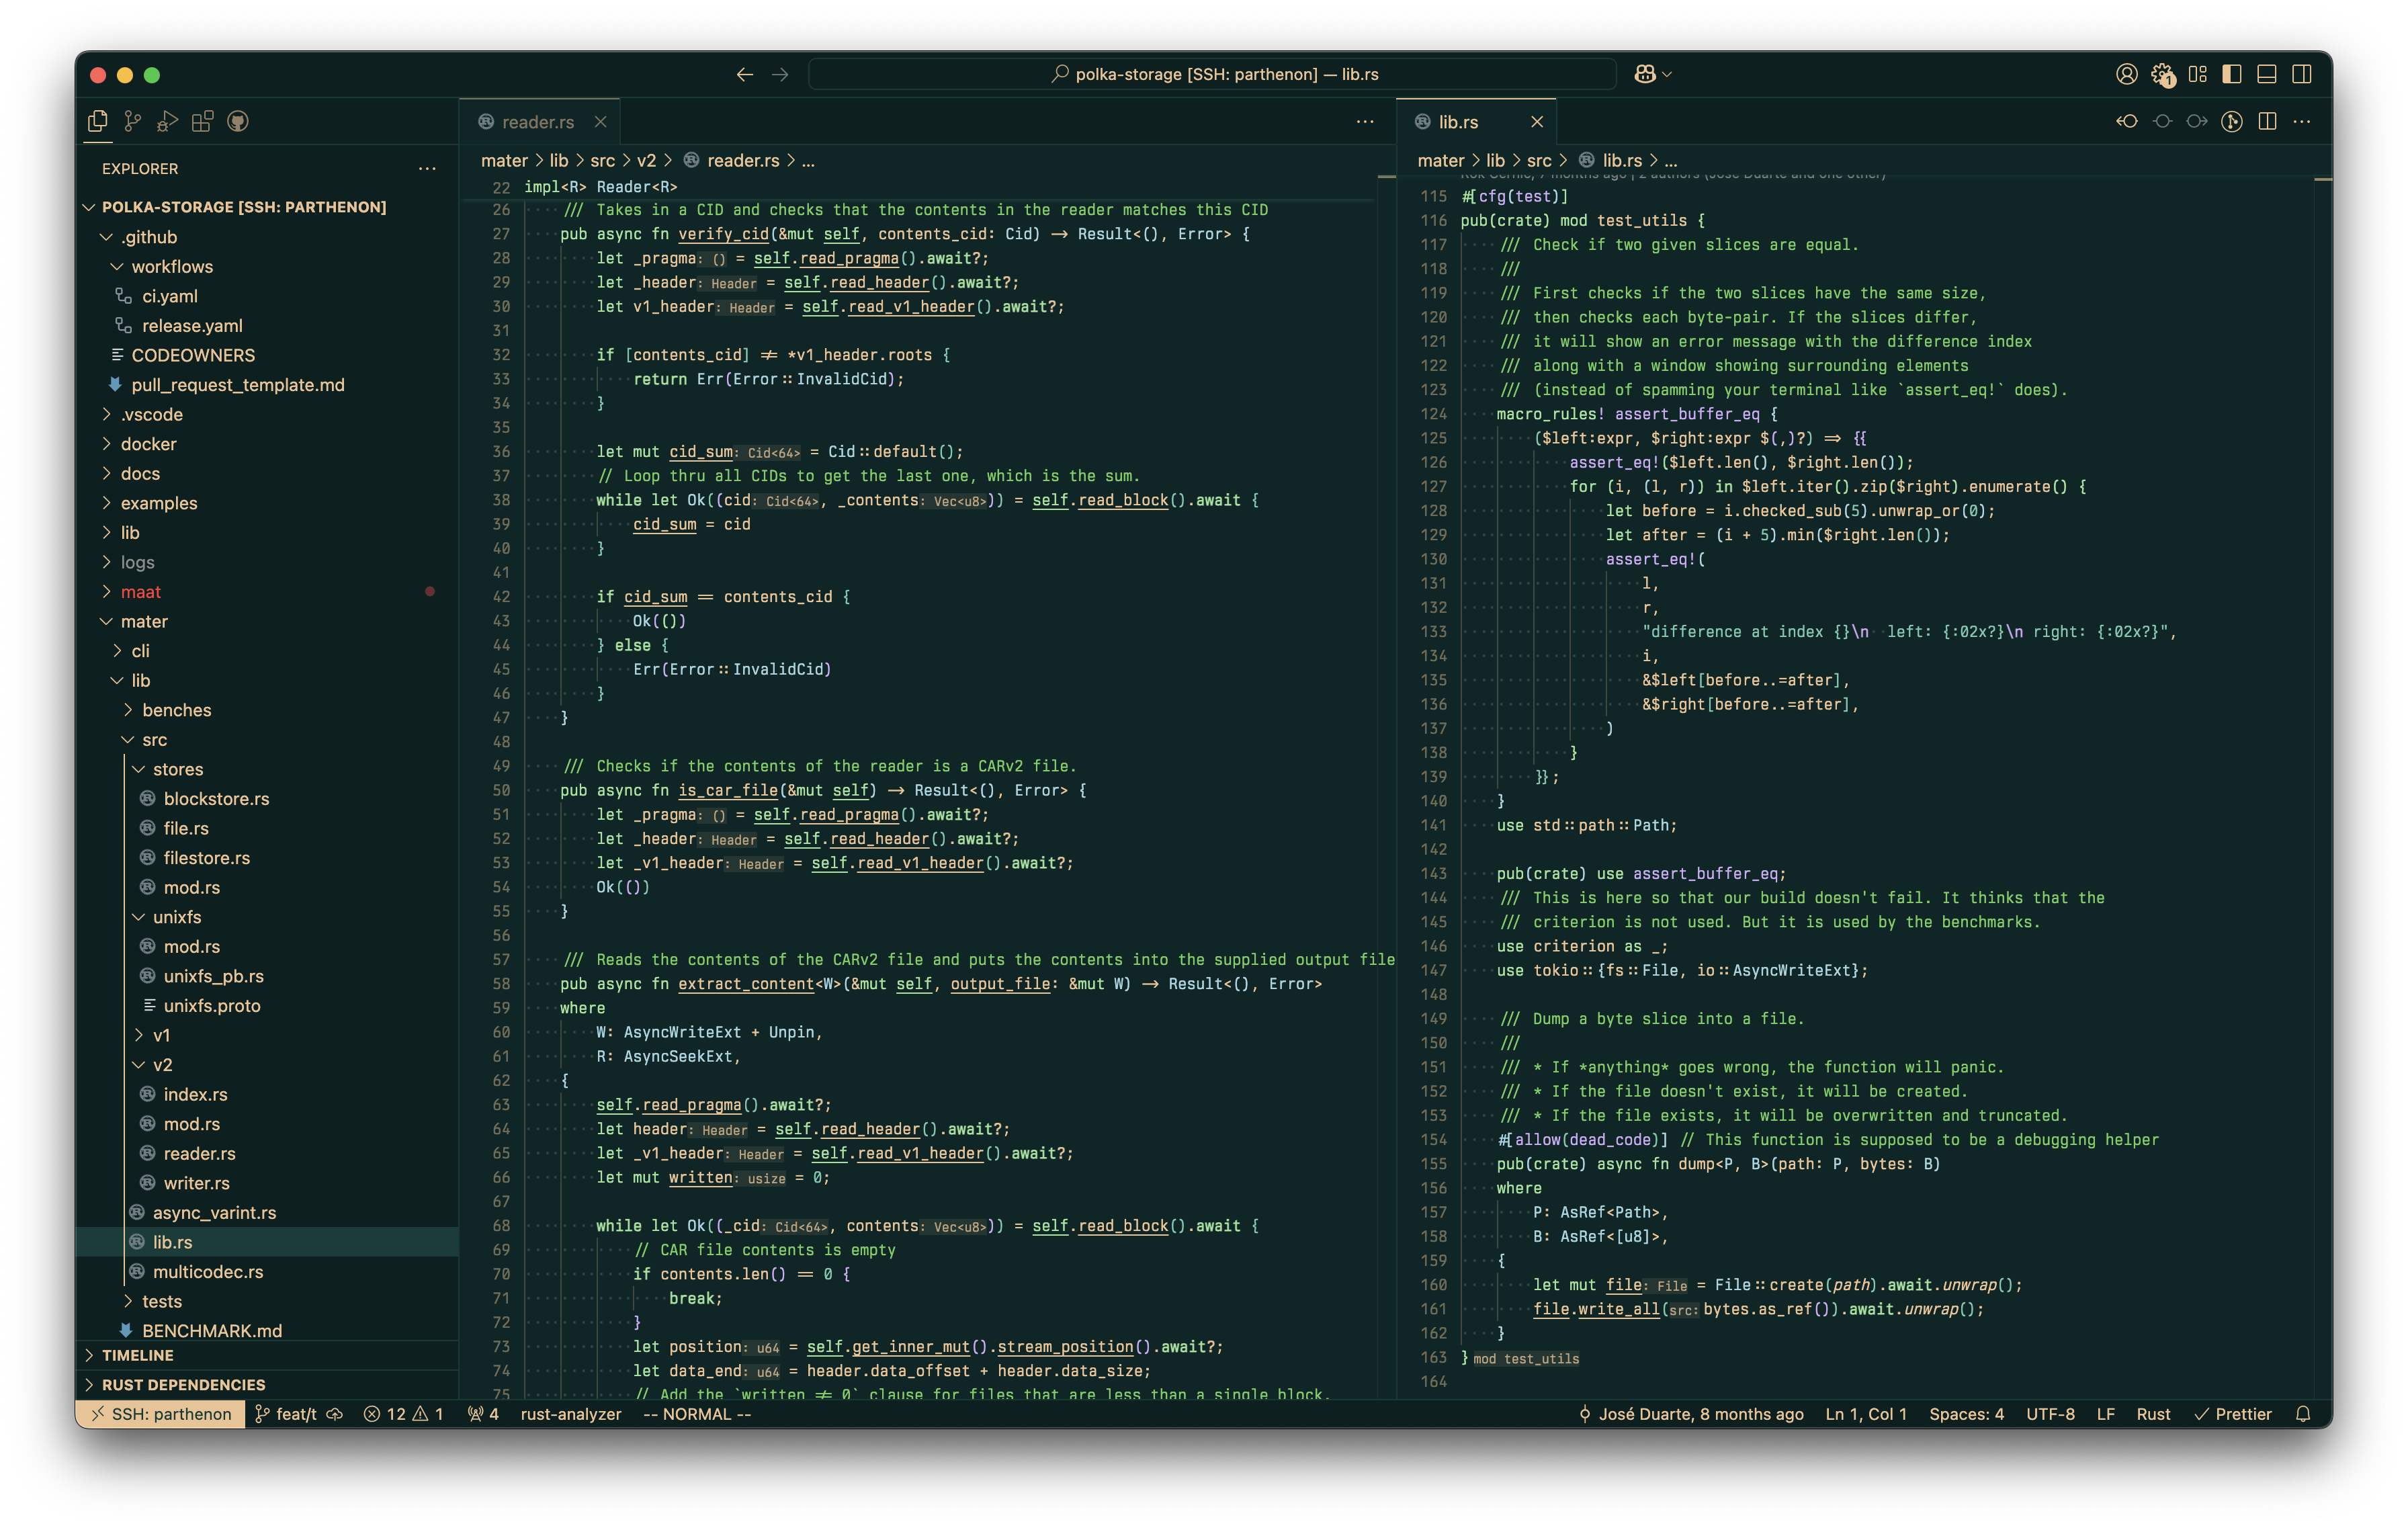 polka-storage [SSH: parthenon] — lib.rs
1
EXPLORER
POLKA-STORAGE [SSH: PARTHENON]
.github
workflows
ci.yaml
release.yaml
CODEOWNERS
pull_request_template.md
.vscode
docker
docs
examples
lib
logs
maat
mater
cli
lib
benches
src
stores
blockstore.rs
file.rs
filestore.rs
mod.rs
unixfs
mod.rs
unixfs_pb.rs
unixfs.proto
v1
v2
index.rs
mod.rs
reader.rs
writer.rs
async_varint.rs
lib.rs
multicodec.rs
tests
BENCHMARK.md
TIMELINE
RUST DEPENDENCIES
reader.rs
mater > lib > src > v2 > reader.rs > ...
22 impl<R> Reader<R>
26 /// Takes in a CID and checks that the contents in the reader matches this CID
27 pub async fn verify_cid(&mut self, contents_cid: Cid) -> Result<(), Error> {
28 let _pragma: () = self.read_pragma().await?;
29 let _header: Header = self.read_header().await?;
30 let v1_header: Header = self.read_v1_header().await?;
31
32 if [contents_cid] != *v1_header.roots {
33 return Err(Error::InvalidCid);
34 }
35
36 let mut cid_sum: Cid<64> = Cid::default();
37 // Loop thru all CIDs to get the last one, which is the sum.
38 while let Ok((cid: Cid<64>, _contents: Vec<u8>)) = self.read_block().await {
39 cid_sum = cid
40 }
41
42 if cid_sum == contents_cid {
43 Ok(())
44 } else {
45 Err(Error::InvalidCid)
46 }
47 }
48
49 /// Checks if the contents of the reader is a CARv2 file.
50 pub async fn is_car_file(&mut self) -> Result<(), Error> {
51 let _pragma: () = self.read_pragma().await?;
52 let _header: Header = self.read_header().await?;
53 let _v1_header: Header = self.read_v1_header().await?;
54 Ok(())
55 }
56
57 /// Reads the contents of the CARv2 file and puts the contents into the supplied output file
58 pub async fn extract_content<W>(&mut self, output_file: &mut W) -> Result<(), Error>
59 where
60 W: AsyncWriteExt + Unpin,
61 R: AsyncSeekExt,
62 {
63 self.read_pragma().await?;
64 let header: Header = self.read_header().await?;
65 let _v1_header: Header = self.read_v1_header().await?;
66 let mut written: usize = 0;
67
68 while let Ok((_cid: Cid<64>, contents: Vec<u8>)) = self.read_block().await {
69 // CAR file contents is empty
70 if contents.len() == 0 {
71 break;
72 }
73 let position: u64 = self.get_inner_mut().stream_position().await?;
74 let data_end: u64 = header.data_offset + header.data_size;
75 // Add the `written != 0` clause for files that are less than a single block.
lib.rs
mater > lib > src > lib.rs > ...
Rok Černič, 7 months ago | 2 authors (José Duarte and one other)
115 #[cfg(test)]
116 pub(crate) mod test_utils {
117 /// Check if two given slices are equal.
118 ///
119 /// First checks if the two slices have the same size,
120 /// then checks each byte-pair. If the slices differ,
121 /// it will show an error message with the difference index
122 /// along with a window showing surrounding elements
123 /// (instead of spamming your terminal like `assert_eq!` does).
124 macro_rules! assert_buffer_eq {
125 ($left:expr, $right:expr $(,)?) => {{
126 assert_eq!($left.len(), $right.len());
127 for (i, (l, r)) in $left.iter().zip($right).enumerate() {
128 let before = i.checked_sub(5).unwrap_or(0);
129 let after = (i + 5).min($right.len());
130 assert_eq!(
131 l,
132 r,
133 "difference at index {}\n  left: {:02x?}\n right: {:02x?}",
134 i,
135 &$left[before..=after],
136 &$right[before..=after],
137 )
138 }
139 }};
140 }
141 use std::path::Path;
142
143 pub(crate) use assert_buffer_eq;
144 /// This is here so that our build doesn't fail. It thinks that the
145 /// criterion is not used. But it is used by the benchmarks.
146 use criterion as _;
147 use tokio::{fs::File, io::AsyncWriteExt};
148
149 /// Dump a byte slice into a file.
150 ///
151 /// * If *anything* goes wrong, the function will panic.
152 /// * If the file doesn't exist, it will be created.
153 /// * If the file exists, it will be overwritten and truncated.
154 #[allow(dead_code)] // This function is supposed to be a debugging helper
155 pub(crate) async fn dump<P, B>(path: P, bytes: B)
156 where
157 P: AsRef<Path>,
158 B: AsRef<[u8]>,
159 {
160 let mut file: File = File::create(path).await.unwrap();
161 file.write_all(src: bytes.as_ref()).await.unwrap();
162 }
163 } mod test_utils
164
SSH: parthenon feat/t 12 1 4 rust-analyzer -- NORMAL -- José Duarte, 8 months ago Ln 1, Col 1 Spaces: 4 UTF-8 LF Rust Prettier